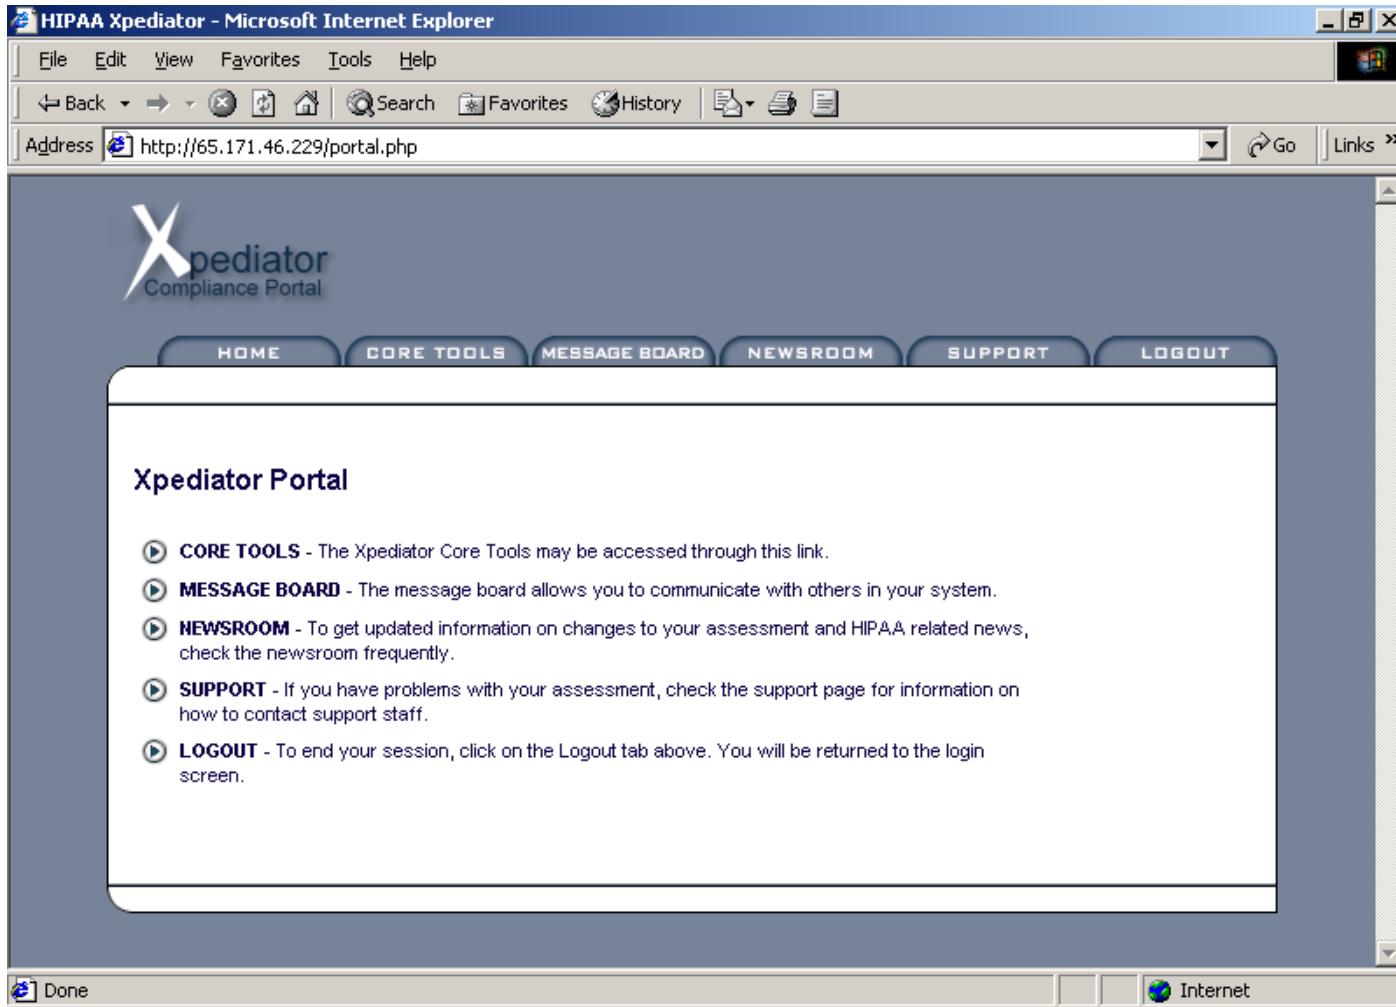 HIPAA Xpediator - Microsoft Internet Explorer
File Edit View Favorites Tools Help
Back Search Favorites History
Address http://65.171.46.229/portal.php Go Links »
Xpediator
Compliance Portal
HOME CORE TOOLS MESSAGE BOARD NEWSROOM SUPPORT LOGOUT
Xpediator Portal
CORE TOOLS - The Xpediator Core Tools may be accessed through this link.
MESSAGE BOARD - The message board allows you to communicate with others in your system.
NEWSROOM - To get updated information on changes to your assessment and HIPAA related news,
check the newsroom frequently.
SUPPORT - If you have problems with your assessment, check the support page for information on
how to contact support staff.
LOGOUT - To end your session, click on the Logout tab above. You will be returned to the login
screen.
Done Internet